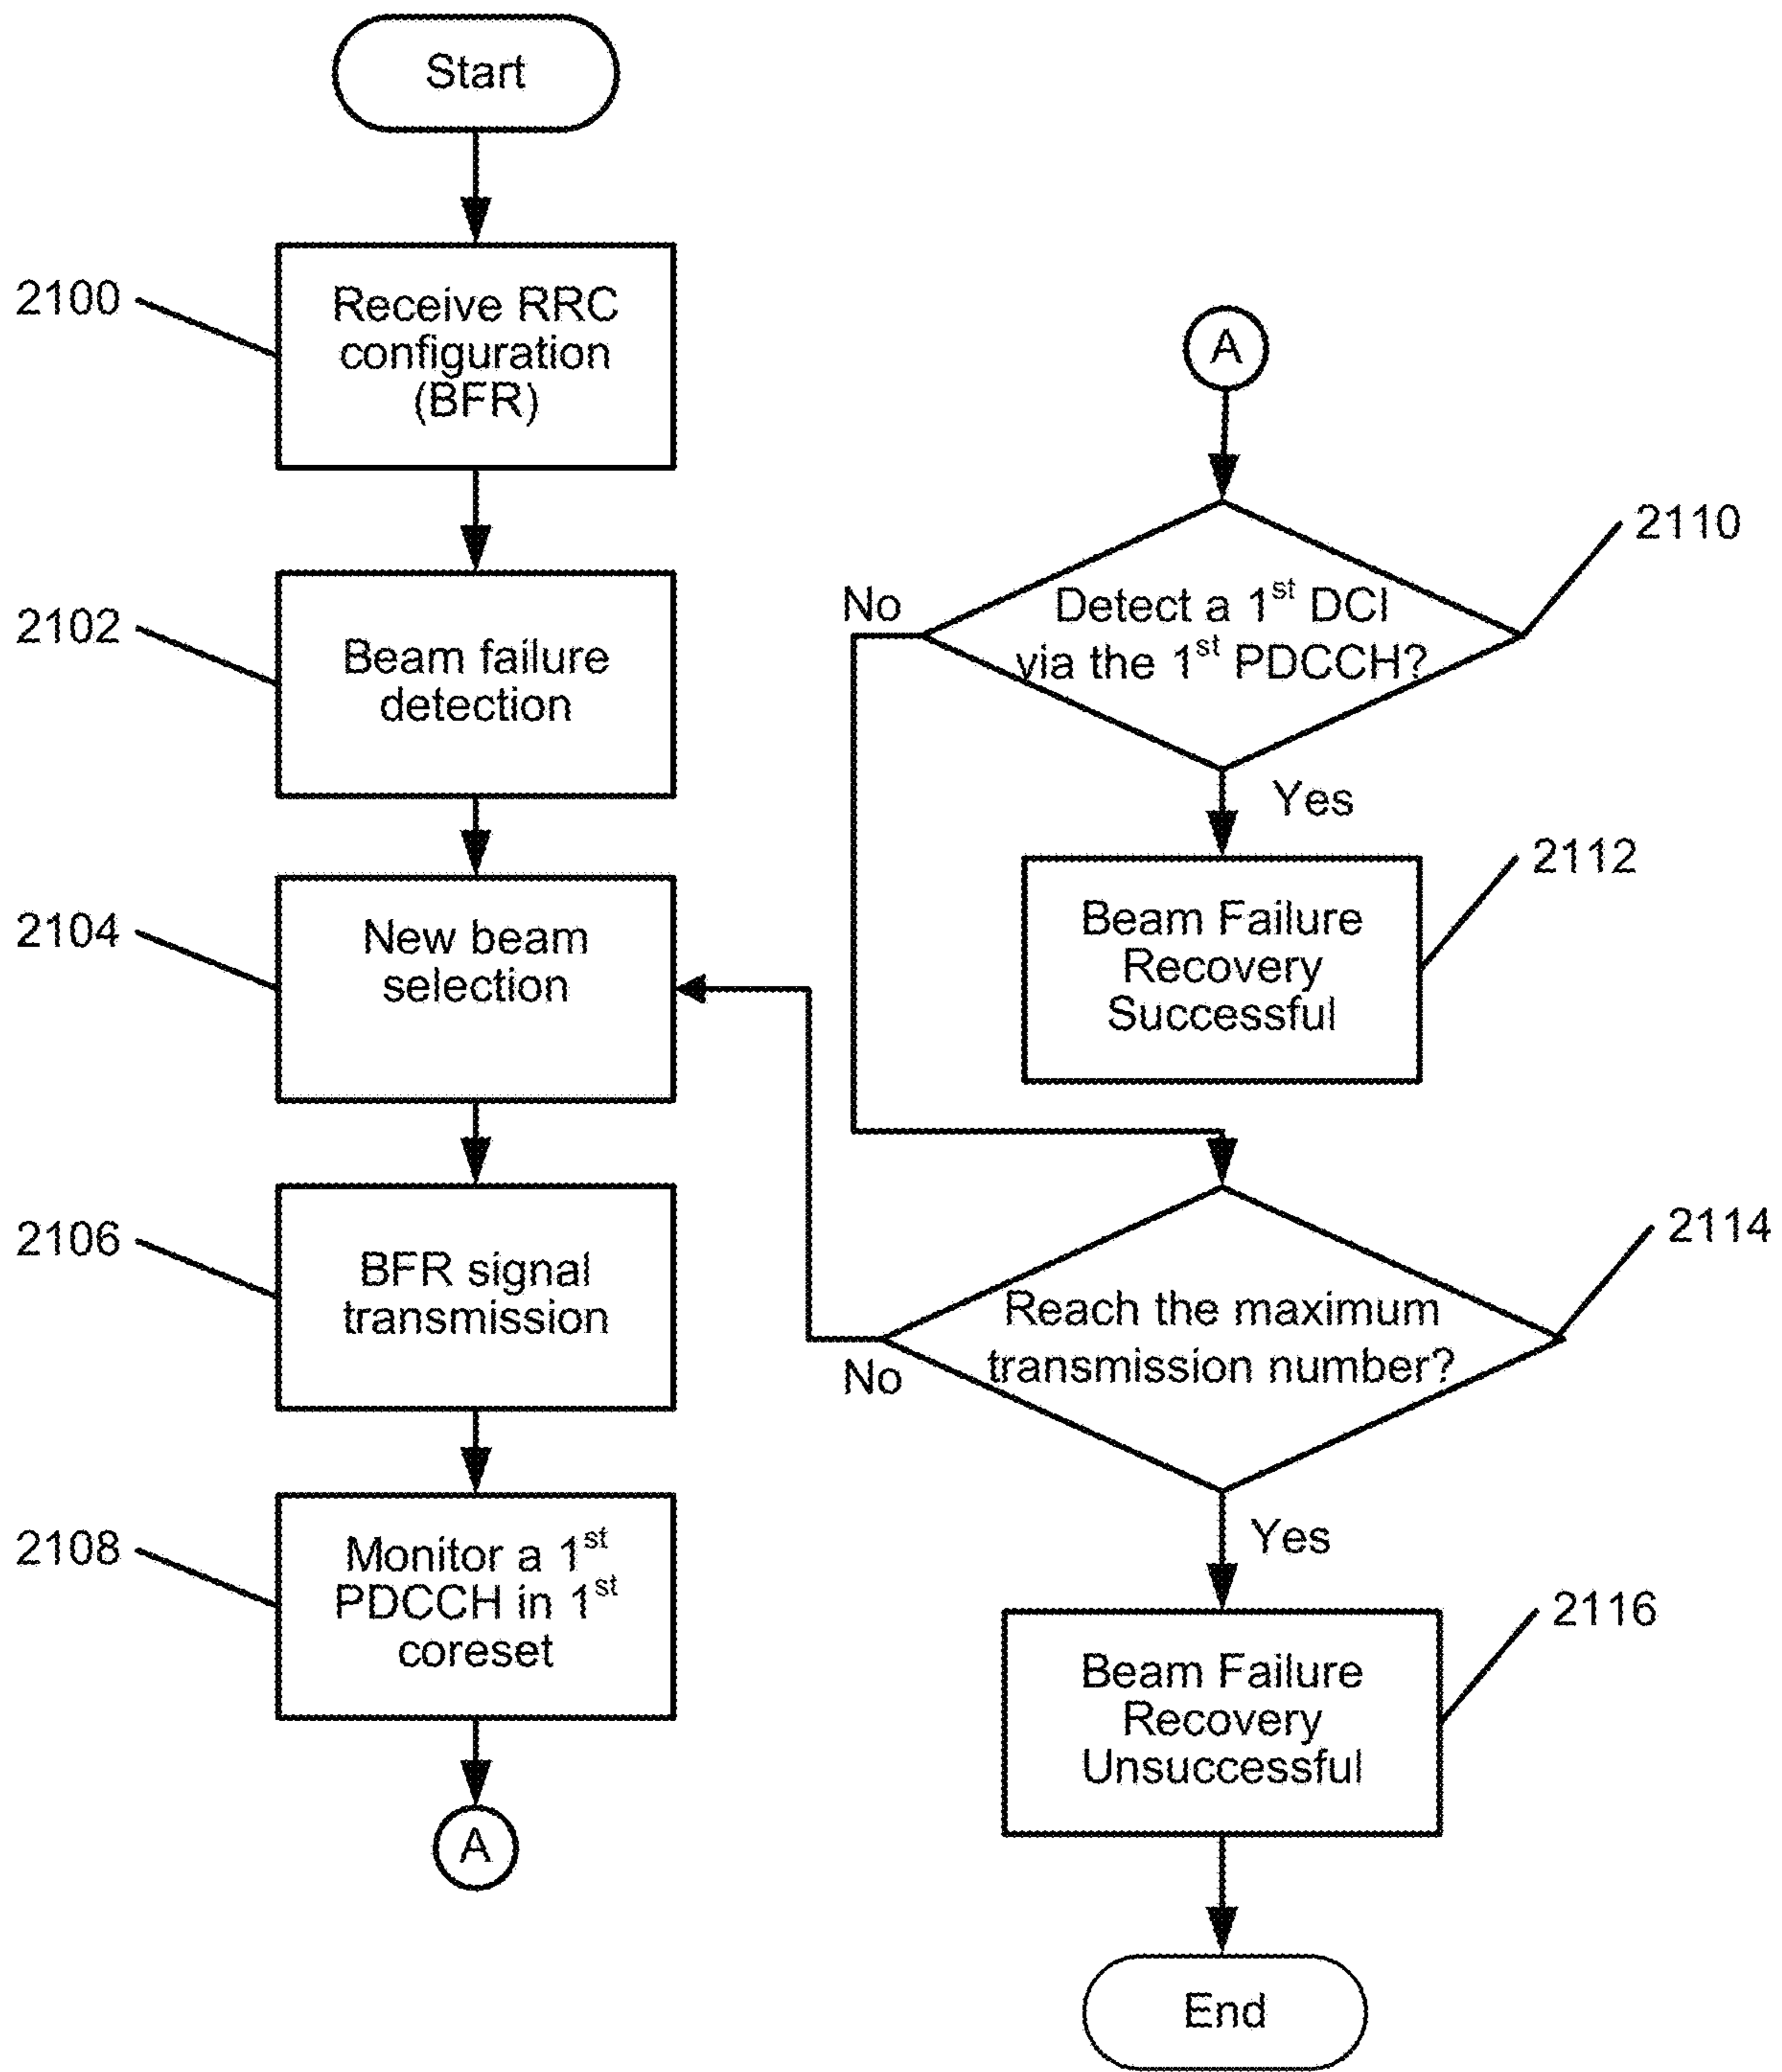 Start
2100
Receive RRC
configuration
(BFR)
2102
Beam failure
detection
2104
New beam
selection
2106
BFR signal
transmission
2108
Monitor a 1st
PDCCH in 1st
coreset
A
A
2110
No
Detect a 1st DCI
via the 1st PDCCH?
Yes
2112
Beam Failure
Recovery
Successful
2114
Reach the maximum
transmission number?
No
Yes
2116
Beam Failure
Recovery
Unsuccessful
End